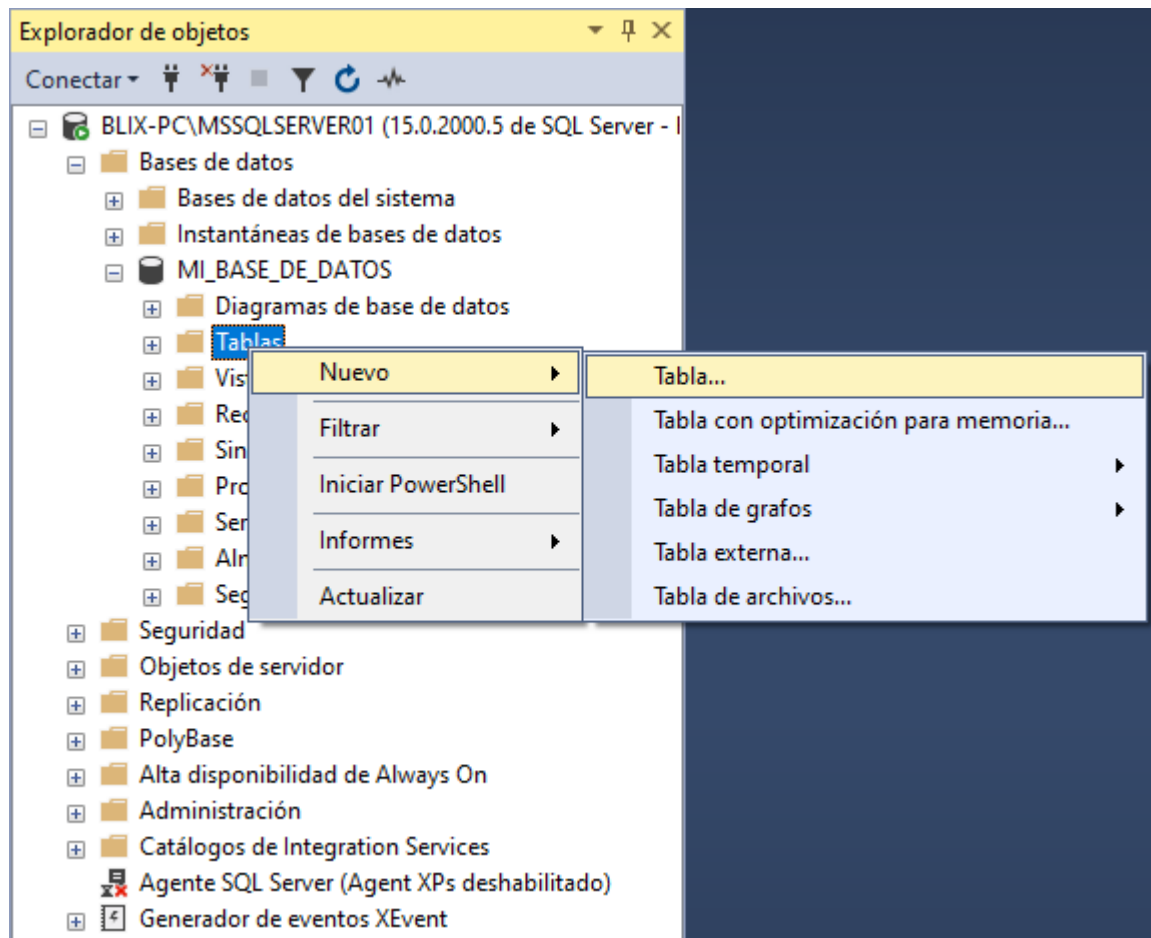 Explorador de objetos
Conectar
BLIX-PC\MSSQLSERVER01 (15.0.2000.5 de SQL Server -
Bases de datos
Bases de datos del sistema
Instantáneas de bases de datos
MI_BASE_DE_DATOS
Diagramas de base de datos
Tablas
Nuevo
Filtrar
Iniciar PowerShell
Informes
Actualizar
Tabla...
Tabla con optimización para memoria...
Tabla temporal
Tabla de grafos
Tabla externa...
Tabla de archivos...
Seguridad
Objetos de servidor
Replicación
PolyBase
Alta disponibilidad de Always On
Administración
Catálogos de Integration Services
Agente SQL Server (Agent XPs deshabilitado)
Generador de eventos XEvent